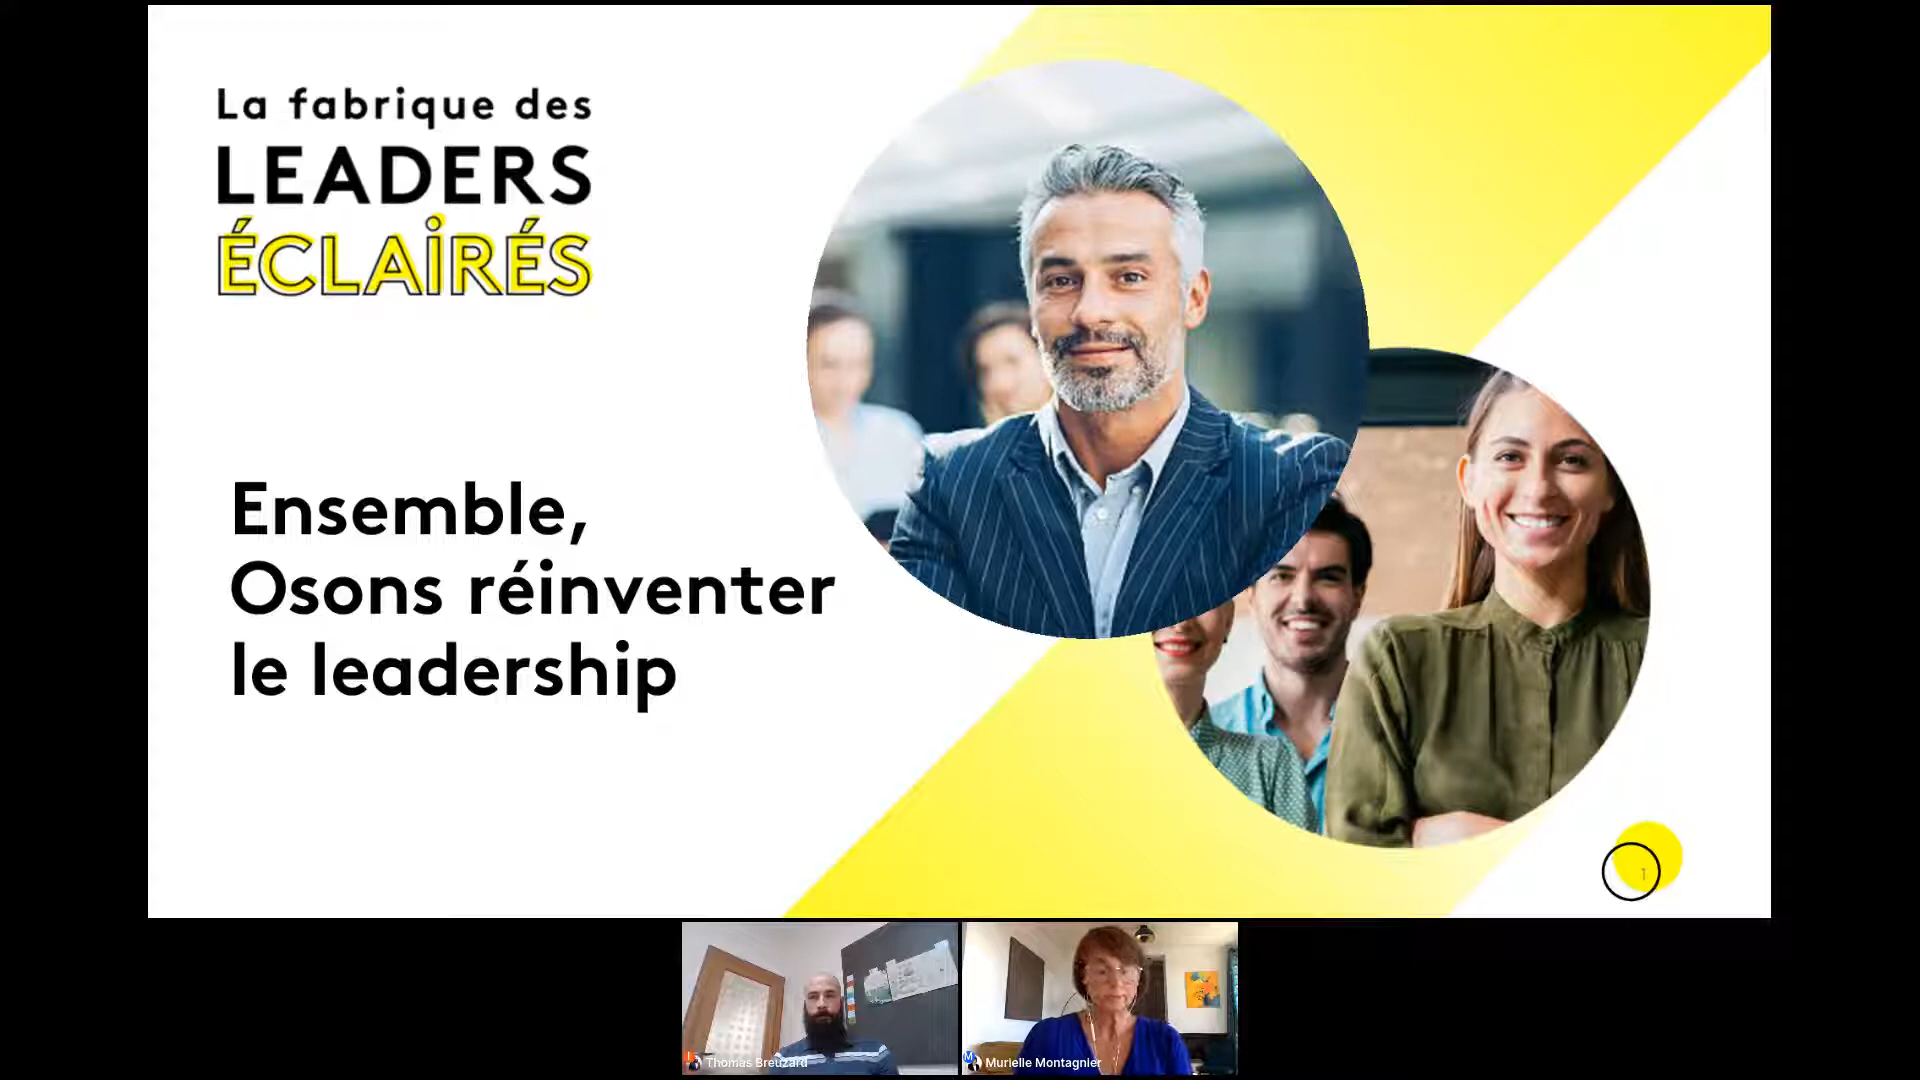 La fabrique des
LEADERS
ÉCLAIRÉS
Ensemble,
Osons réinventer
le leadership
1
Thomas Breuzard
Murielle Montagnier